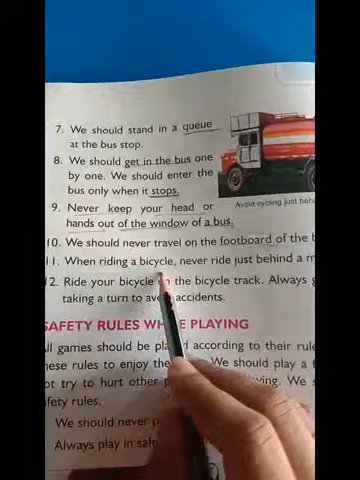 7. We should stand in a queue
at the bus stop.
8. We should get in the bus one
by one. We should enter the
bus only when it stops.
9. Never keep your head or
hands out of the window of a bus.
Avoid cycling just
10. We should never travel on the footboard of the
11. When riding a bicycle, never ride just behind a
12. Ride your bicycle on the bicycle track. Always
taking a turn to avoid accidents.
SAFETY RULES WHILE PLAYING
All games should be played according to their
these rules to enjoy the We should play a
not try to hurt other We
safety rules.
We should never
Always play in